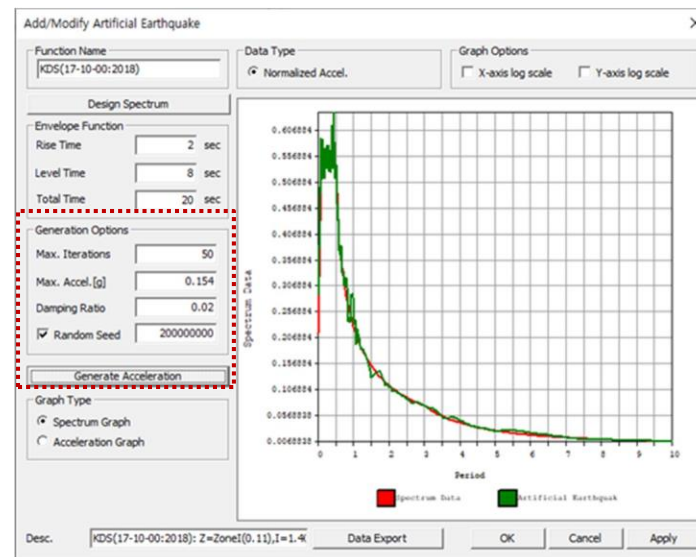 Add/Modify Artificial Earthquake
Function Name
KDS(17-10-00:2018)
Data Type
Normalized Accel.
Graph Options
X-axis log scale
Y-axis log scale
Design Spectrum
Envelope Function
Rise Time 2 sec
Level Time 8 sec
Total Time 20 sec
Generation Options
Max. Iterations 50
Max. Accel.[g] 0.154
Damping Ratio 0.02
Random Seed 200000000
Generate Acceleration
Graph Type
Spectrum Graph
Acceleration Graph
0.606884
0.556884
0.506884
0.456884
0.406884
0.356884
0.306884
0.256884
0.206884
0.156884
0.106884
0.0568838
0.00688838
Spectrum Data
0 1 2 3 4 5 6 7 8 9 10
Period
Spectrum Data
Artificial Earthquak
Desc. KDS(17-10-00:2018): Z=ZoneI(0.11),I=1.40
Data Export
OK
Cancel
Apply